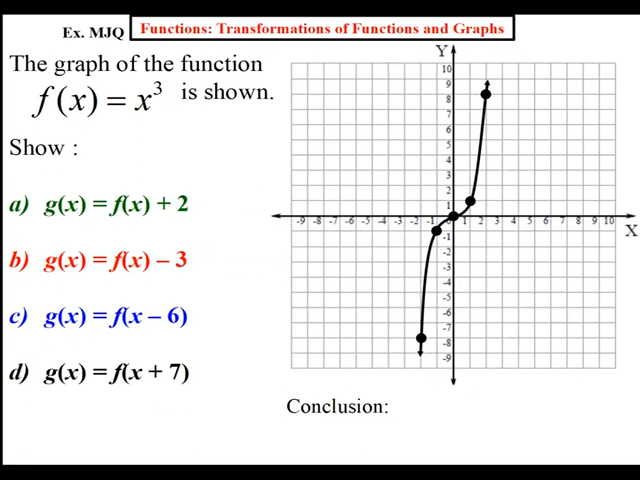 Ex. MJQ
Functions: Transformations of Functions and Graphs
The graph of the function
f(x) = x³ is shown.
Show :
a) g(x) = f(x) + 2
b) g(x) = f(x) – 3
c) g(x) = f(x – 6)
d) g(x) = f(x + 7)
Y
10
9
8
7
6
5
4
3
2
1
-9 -8 -7 -6 -5 -4 -3 -2 -1 0 1 2 3 4 5 6 7 8 9 10
X
-1
-2
-3
-4
-5
-6
-7
-8
-9
Conclusion: